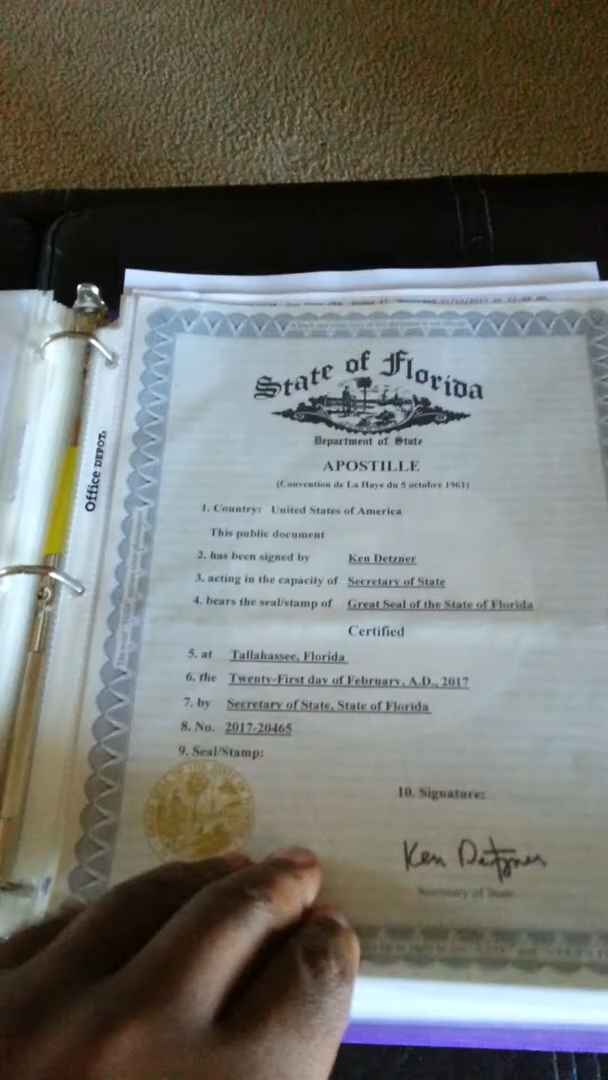 Office DEPOT.
State of Florida
Department of State
APOSTILLE
(Convention de La Haye du 5 octobre 1961)
1. Country: United States of America
This public document
2. has been signed by Ken Detzner
3. acting in the capacity of Secretary of State
4. bears the seal/stamp of Great Seal of the State of Florida
Certified
5. at Tallahassee, Florida
6. the Twenty-First day of February, A.D., 2017
7. by Secretary of State, State of Florida
8. No. 2017-20465
9. Seal/Stamp:
10. Signature:
Ken Detzner
Secretary of State